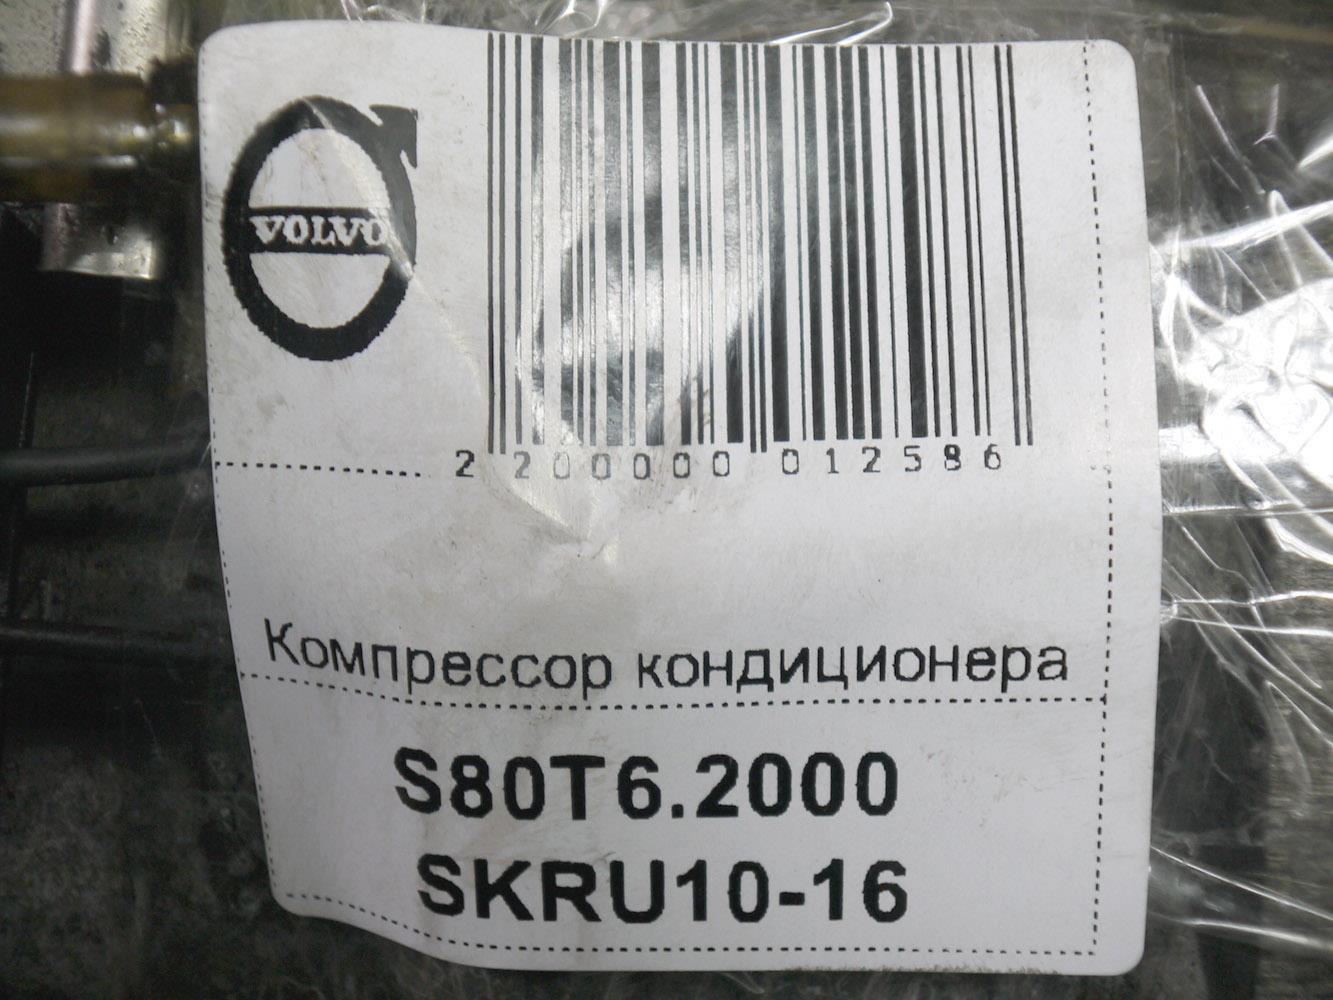 VOLVO
2 200000 012586
Компрессор кондиционера
S80T6.2000
SKRU10-16